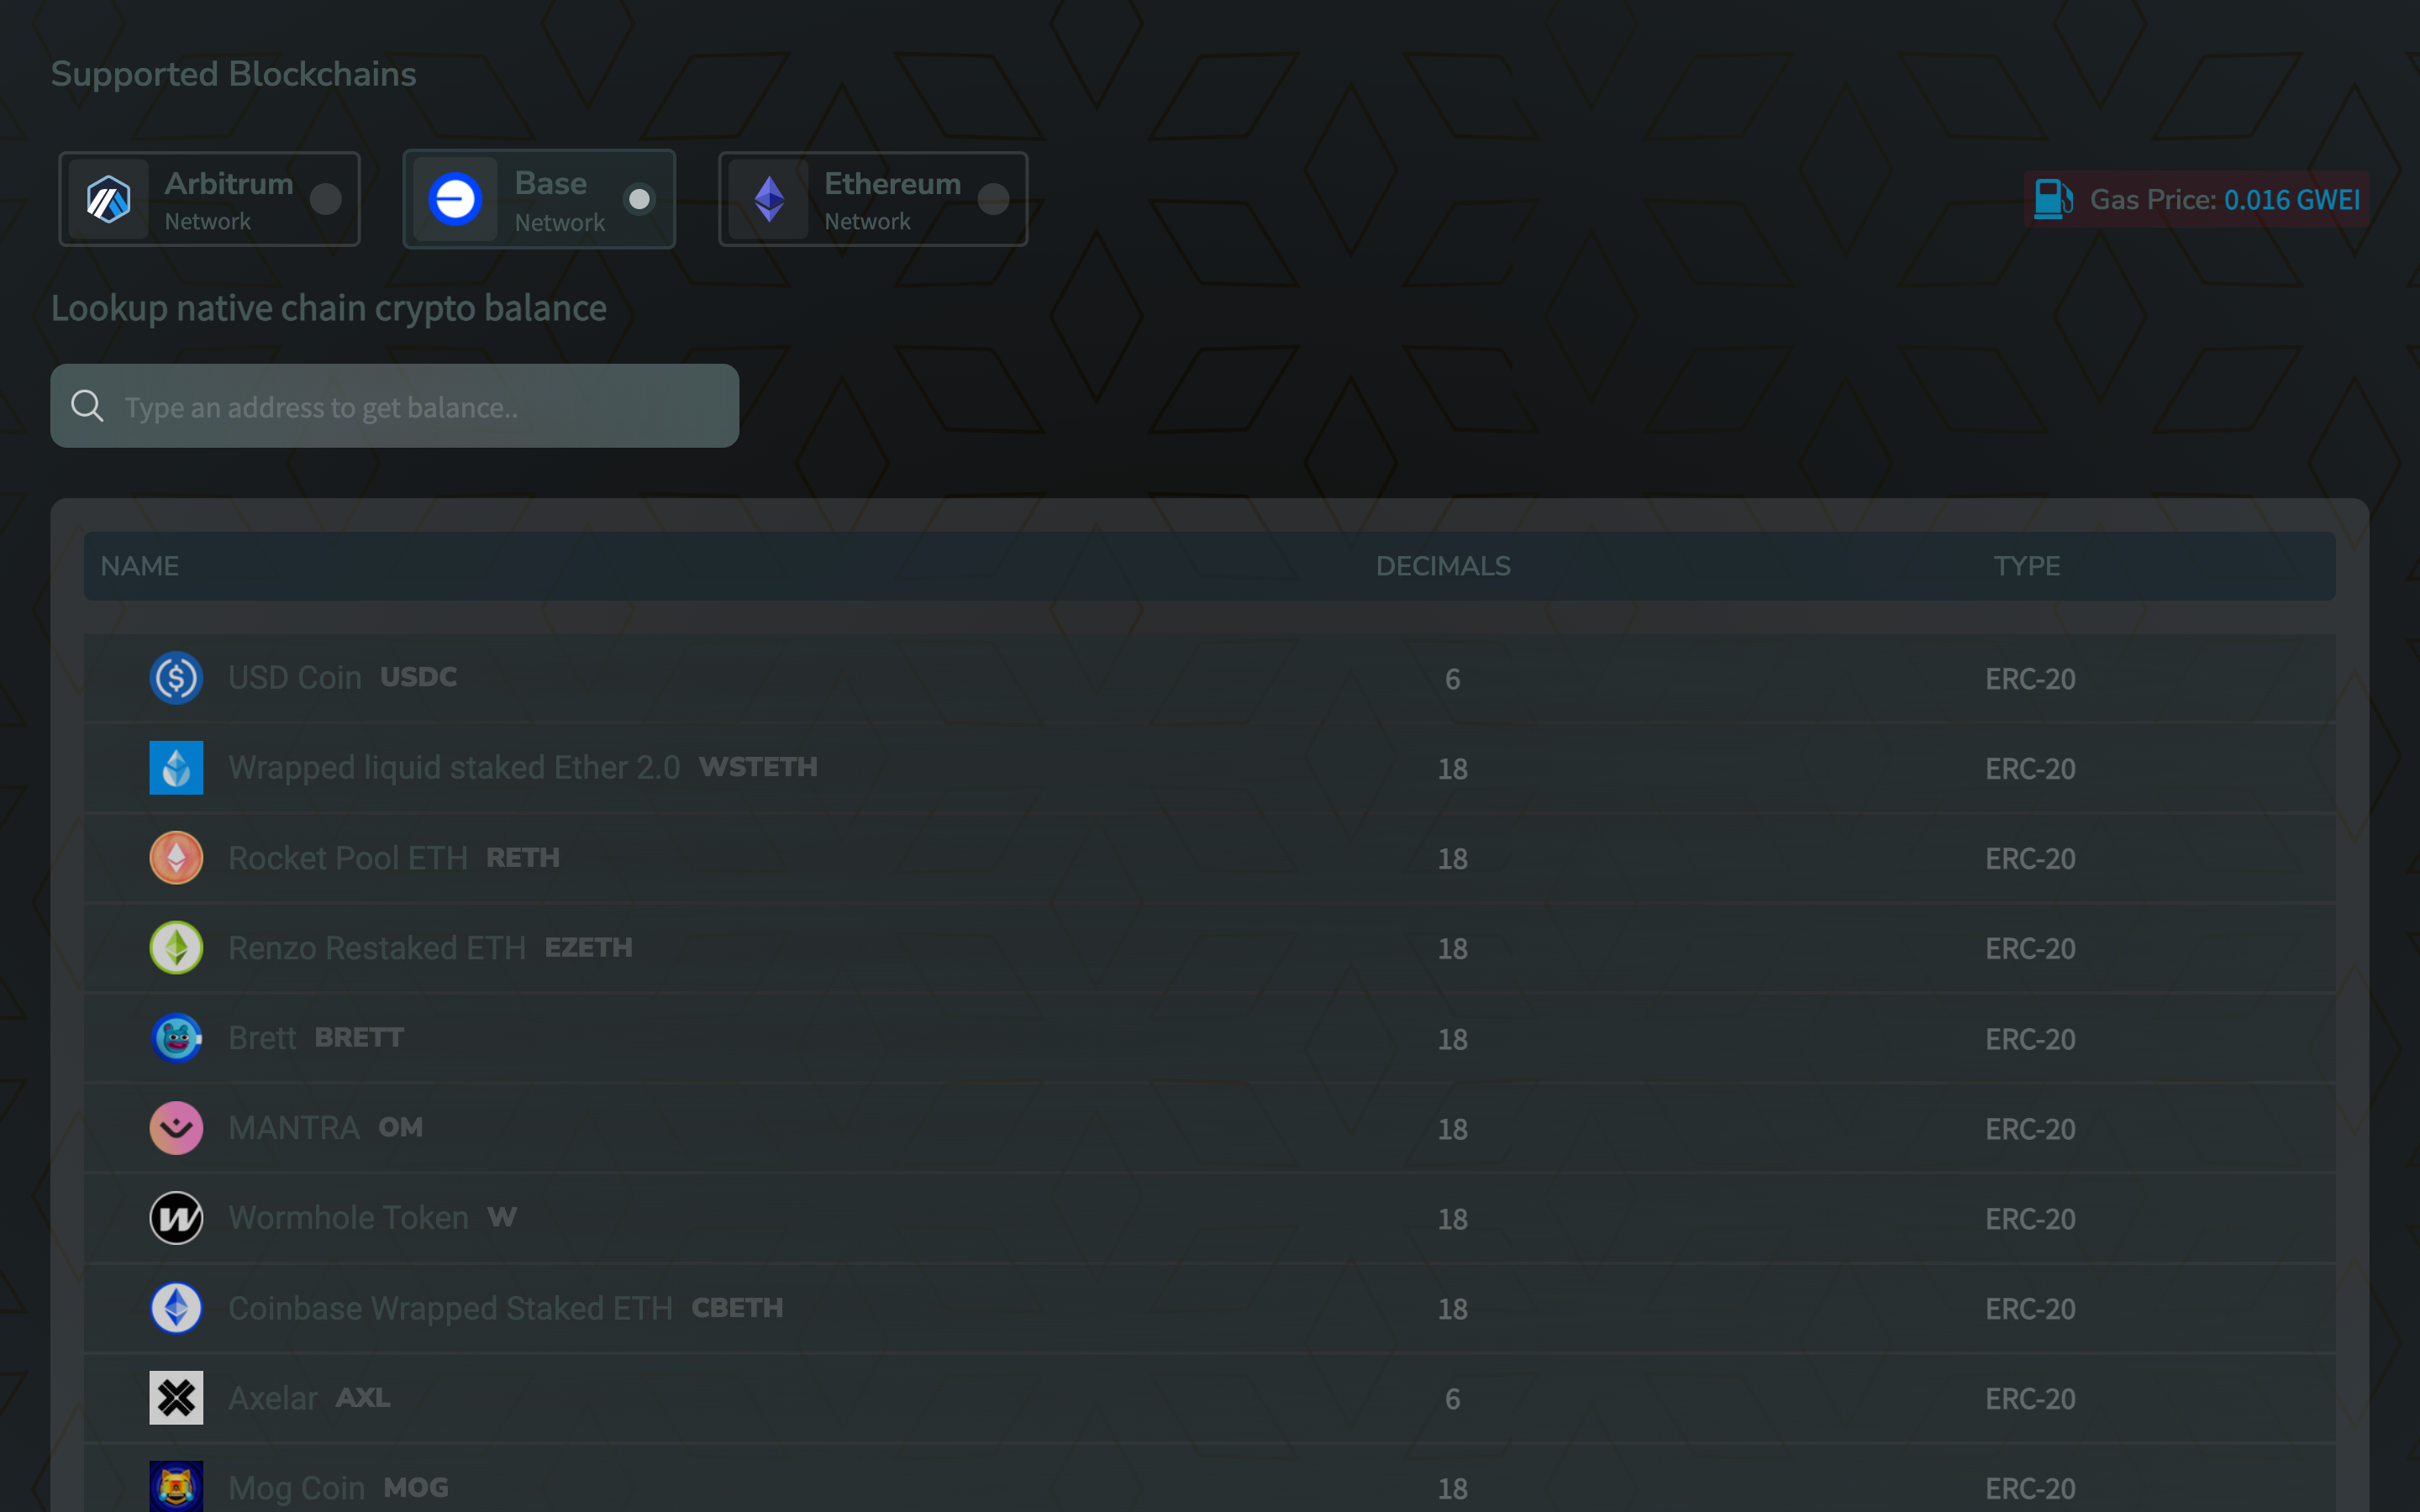 Supported Blockchains
Arbitrum
Network
Base
Network
Ethereum
Network
Gas Price: 0.016 GWEI
Lookup native chain crypto balance
Type an address to get balance..
NAME DECIMALS TYPE
USD Coin USDC 6 ERC-20
Wrapped liquid staked Ether 2.0 WSTETH 18 ERC-20
Rocket Pool ETH RETH 18 ERC-20
Renzo Restaked ETH EZETH 18 ERC-20
Brett BRETT 18 ERC-20
MANTRA OM 18 ERC-20
Wormhole Token W 18 ERC-20
Coinbase Wrapped Staked ETH CBETH 18 ERC-20
Axelar AXL 6 ERC-20
Mog Coin MOG 18 ERC-20